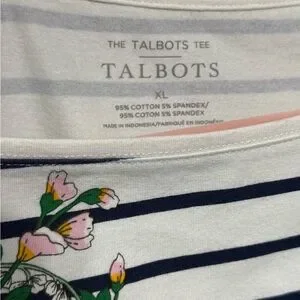 THE TALBOTS TEE
TALBOTS
XL
95% COTTON 5% SPANDEX/
95% COTON 5% SPANDEX
MADE IN INDONESIA/FABRIQUÉ EN INDONÉSIE